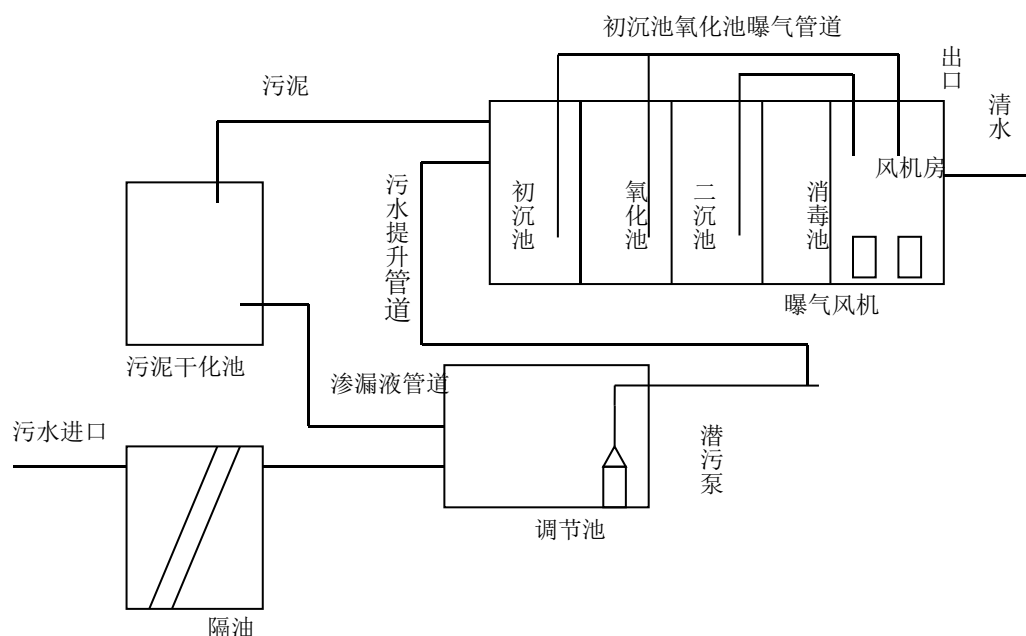 初沉池氧化池曝气管道
出口
清水
污泥
污水提升管道
初沉池
氧化池
二沉池
消毒池
风机房
曝气风机
污泥干化池
渗漏液管道
污水进口
潜污泵
调节池
隔油